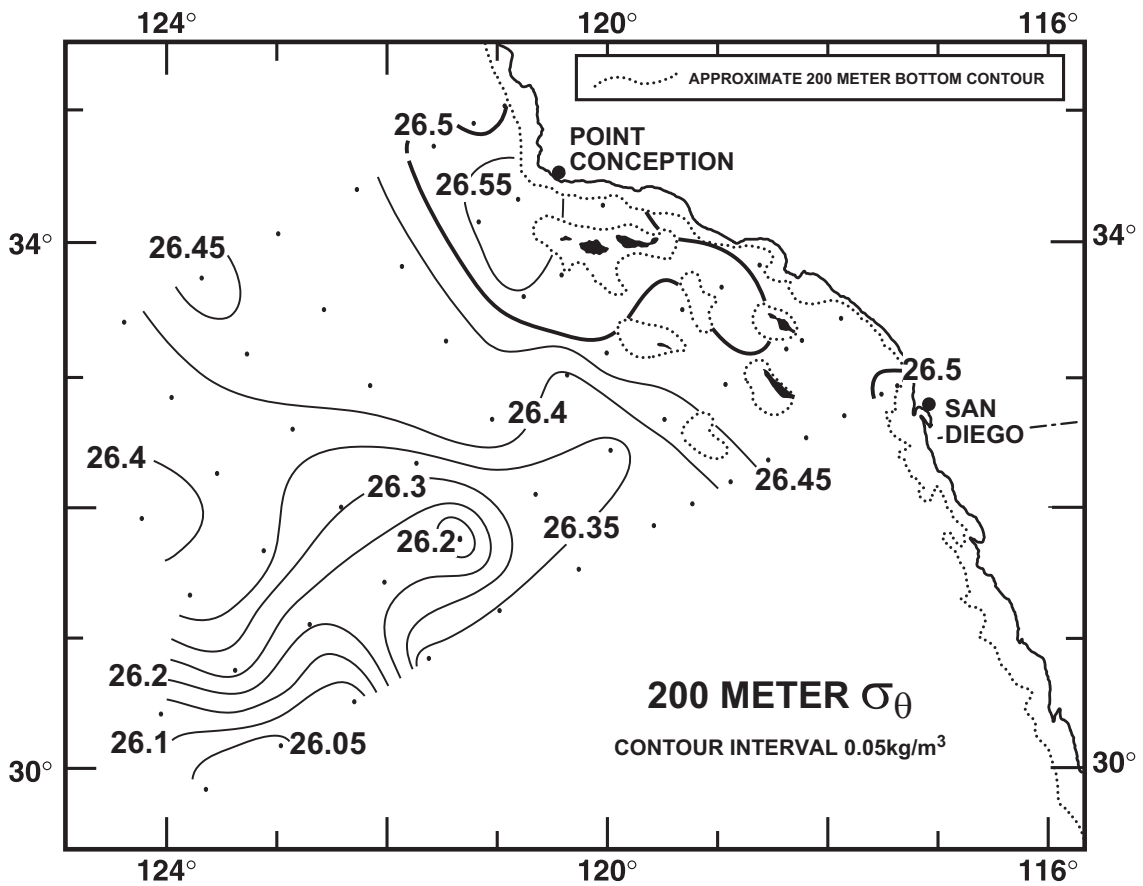 124° 120° 116°
APPROXIMATE 200 METER BOTTOM CONTOUR
26.5
POINT
CONCEPTION
26.55
34° 34°
26.45
26.5
26.4
SAN
DIEGO
26.4
26.45
26.3
26.35
26.2
26.2
200 METER σθ
26.1
26.05
CONTOUR INTERVAL 0.05kg/m³
30° 30°
124° 120° 116°